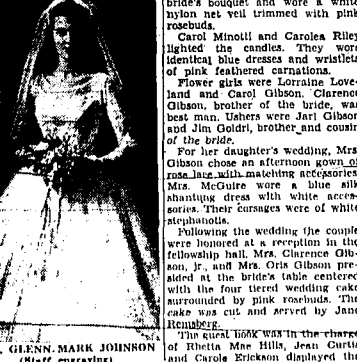 bride's bouquet and wore a white
nylon net veil trimmed with pink
rosebuds.
Carol Minotti and Carolea Riley
lighted the candles. They wore
identical blue dresses and wristlets
of pink feathered carnations.
Flower girls were Lorraine Love-
land and Carol Gibson. Clarence
Gibson, brother of the bride, was
best man. Ushers were Jarl Gibson
and Jim Goldri, brother and cousin
of the bride.
For her daughter's wedding, Mrs.
Gibson chose an afternoon gown of
rose lace with matching accessories.
Mrs. McGuire wore a blue silk
shantung dress with white acces-
sories. Their corsages were of white
stephanotis.
Following the wedding the couple
were honored at a reception in the
fellowship hall. Mrs. Clarence Gib-
son, jr., and Mrs. Oris Gibson pre-
sided at the bride's table centered
with the four tiered wedding cake
surrounded by pink rosebuds. The
cake was cut and served by Jane
Remsberg.
The guest book was in the charge
of Rhetta Mae Hills, Jean Curtis
and Carole Erickson displayed the
. GLENN MARK JOHNSON
(Staff engraving)